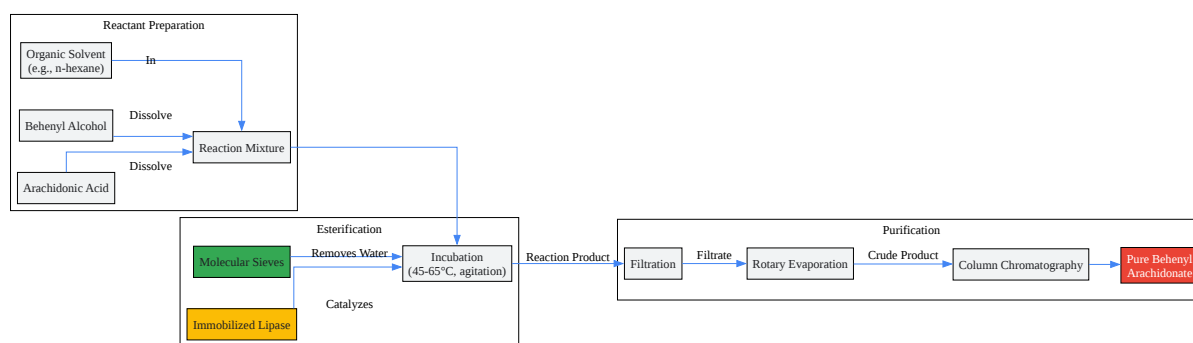 Reactant Preparation
Organic Solvent
(e.g., n-hexane)
In
Behenyl Alcohol
Dissolve
Reaction Mixture
Dissolve
Arachidonic Acid
Esterification
Molecular Sieves
Removes Water
Incubation
(45-65°C, agitation)
Catalyzes
Immobilized Lipase
Reaction Product
Purification
Filtration
Filtrate
Rotary Evaporation
Crude Product
Column Chromatography
Pure Behenyl
Arachidonate